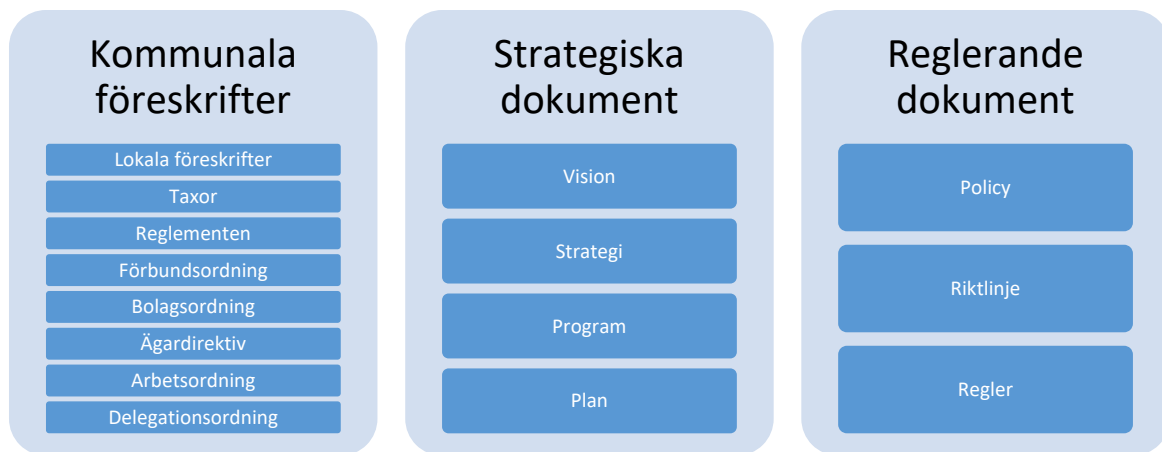 Kommunala
föreskrifter
Lokala föreskrifter
Taxor
Reglementen
Förbundsordning
Bolagsordning
Ägardirektiv
Arbetsordning
Delegationsordning
Strategiska
dokument
Vision
Strategi
Program
Plan
Reglerande
dokument
Policy
Riktlinje
Regler